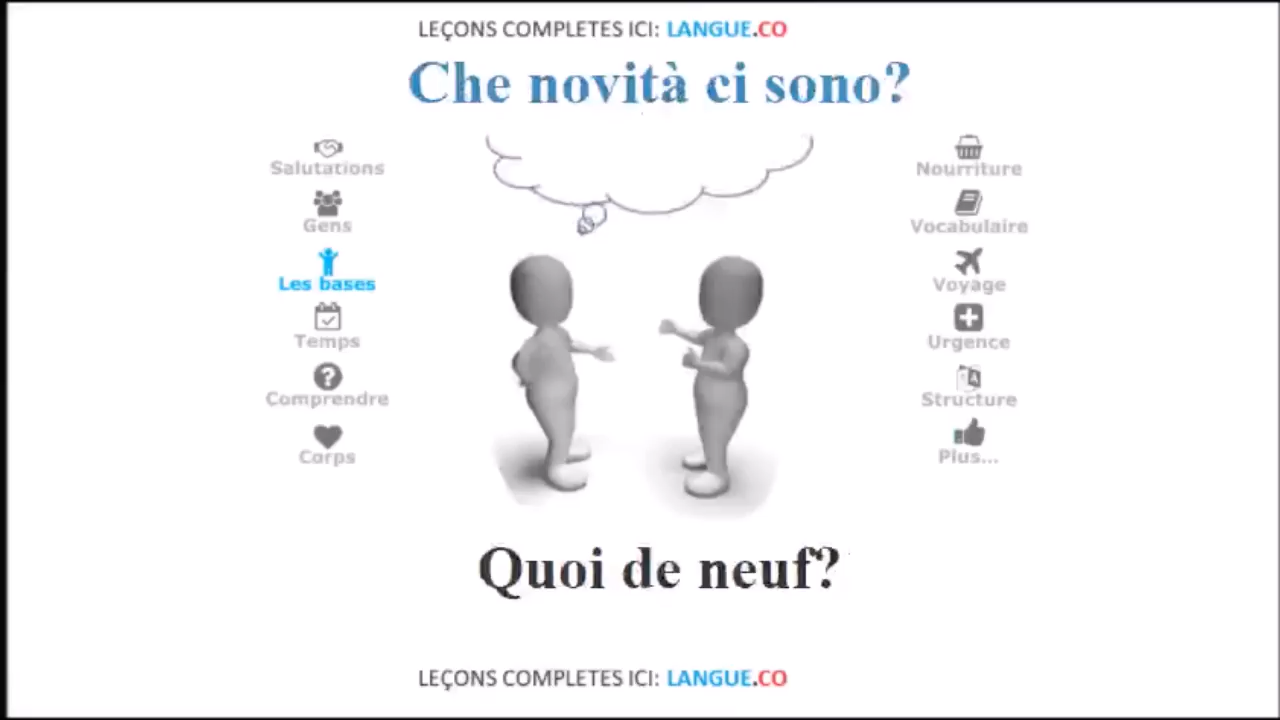 LEÇONS COMPLETES ICI: LANGUE.CO
Che novità ci sono?
Salutations
Gens
Les bases
Temps
Comprendre
Corps
Nourriture
Vocabulaire
Voyage
Urgence
Structure
Plus...
Quoi de neuf?
LEÇONS COMPLETES ICI: LANGUE.CO